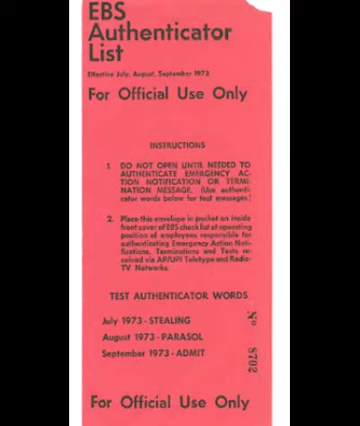 EBS
Authenticator
List
Effective July, August, September 1973
For Official Use Only
INSTRUCTIONS
1. DO NOT OPEN UNTIL NEEDED TO
AUTHENTICATE EMERGENCY AC-
TION NOTIFICATION OR TERMI-
NATION MESSAGE. (Use authenti-
cator words below for test messages.)
2. Place this envelope in pocket on inside
front cover of EBS check list at operating
position of employees responsible for
authenticating Emergency Action Noti-
fications, Terminations and Tests re-
ceived via AP/UPI Teletype and Radio-
TV Networks.
TEST AUTHENTICATOR WORDS
July 1973 - STEALING
August 1973 - PARASOL
September 1973 - ADMIT
Nº 8702
For Official Use Only